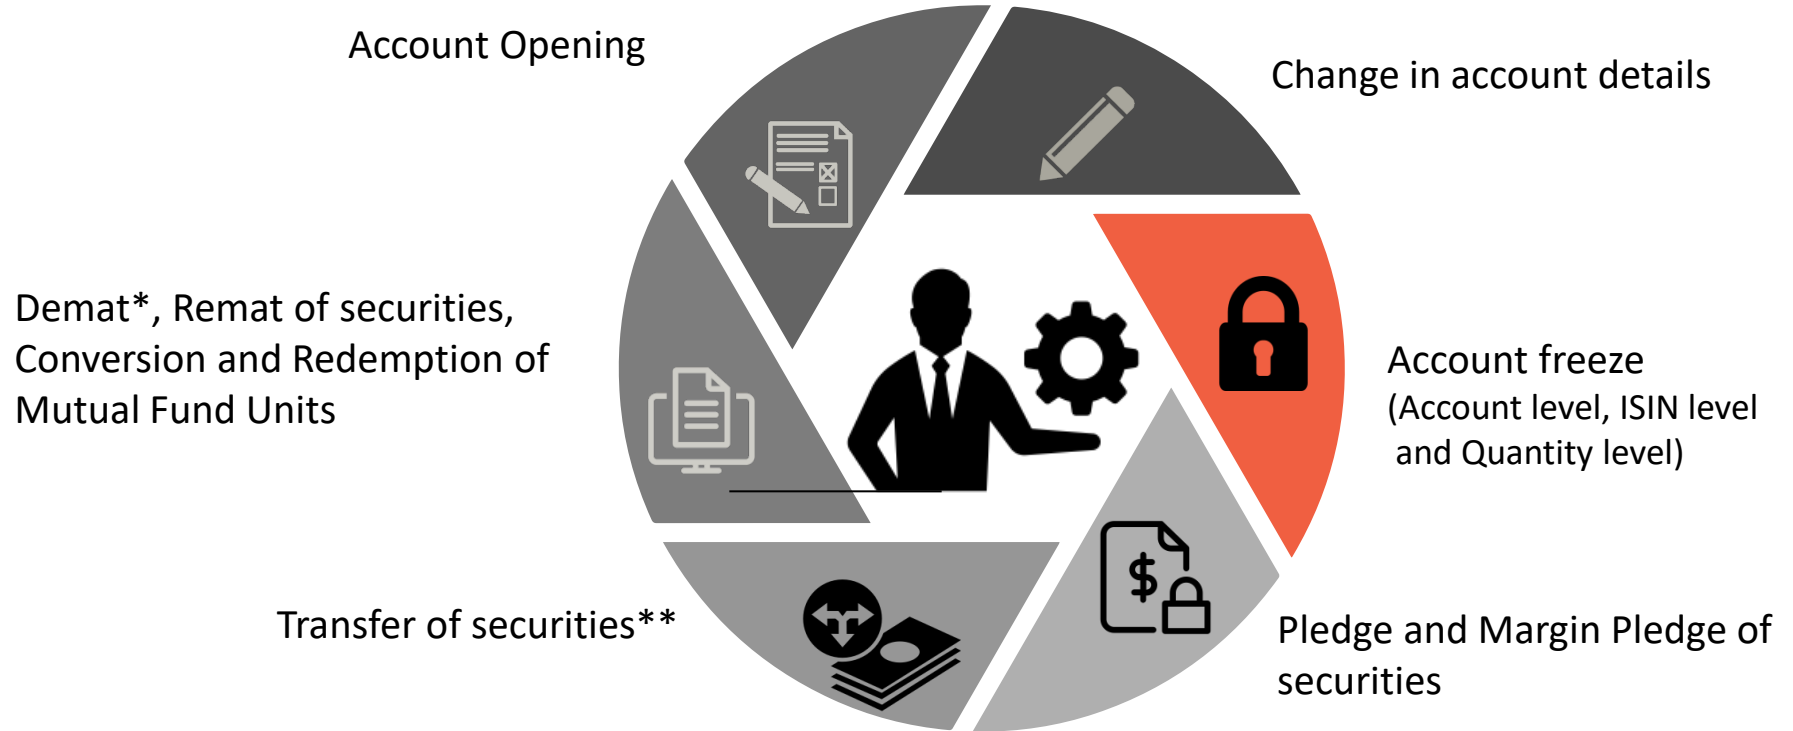 Account Opening
Change in account details
Demat*, Remat of securities,
Conversion and Redemption of
Mutual Fund Units
Account freeze
(Account level, ISIN level
and Quantity level)
Transfer of securities**
Pledge and Margin Pledge of
securities
$